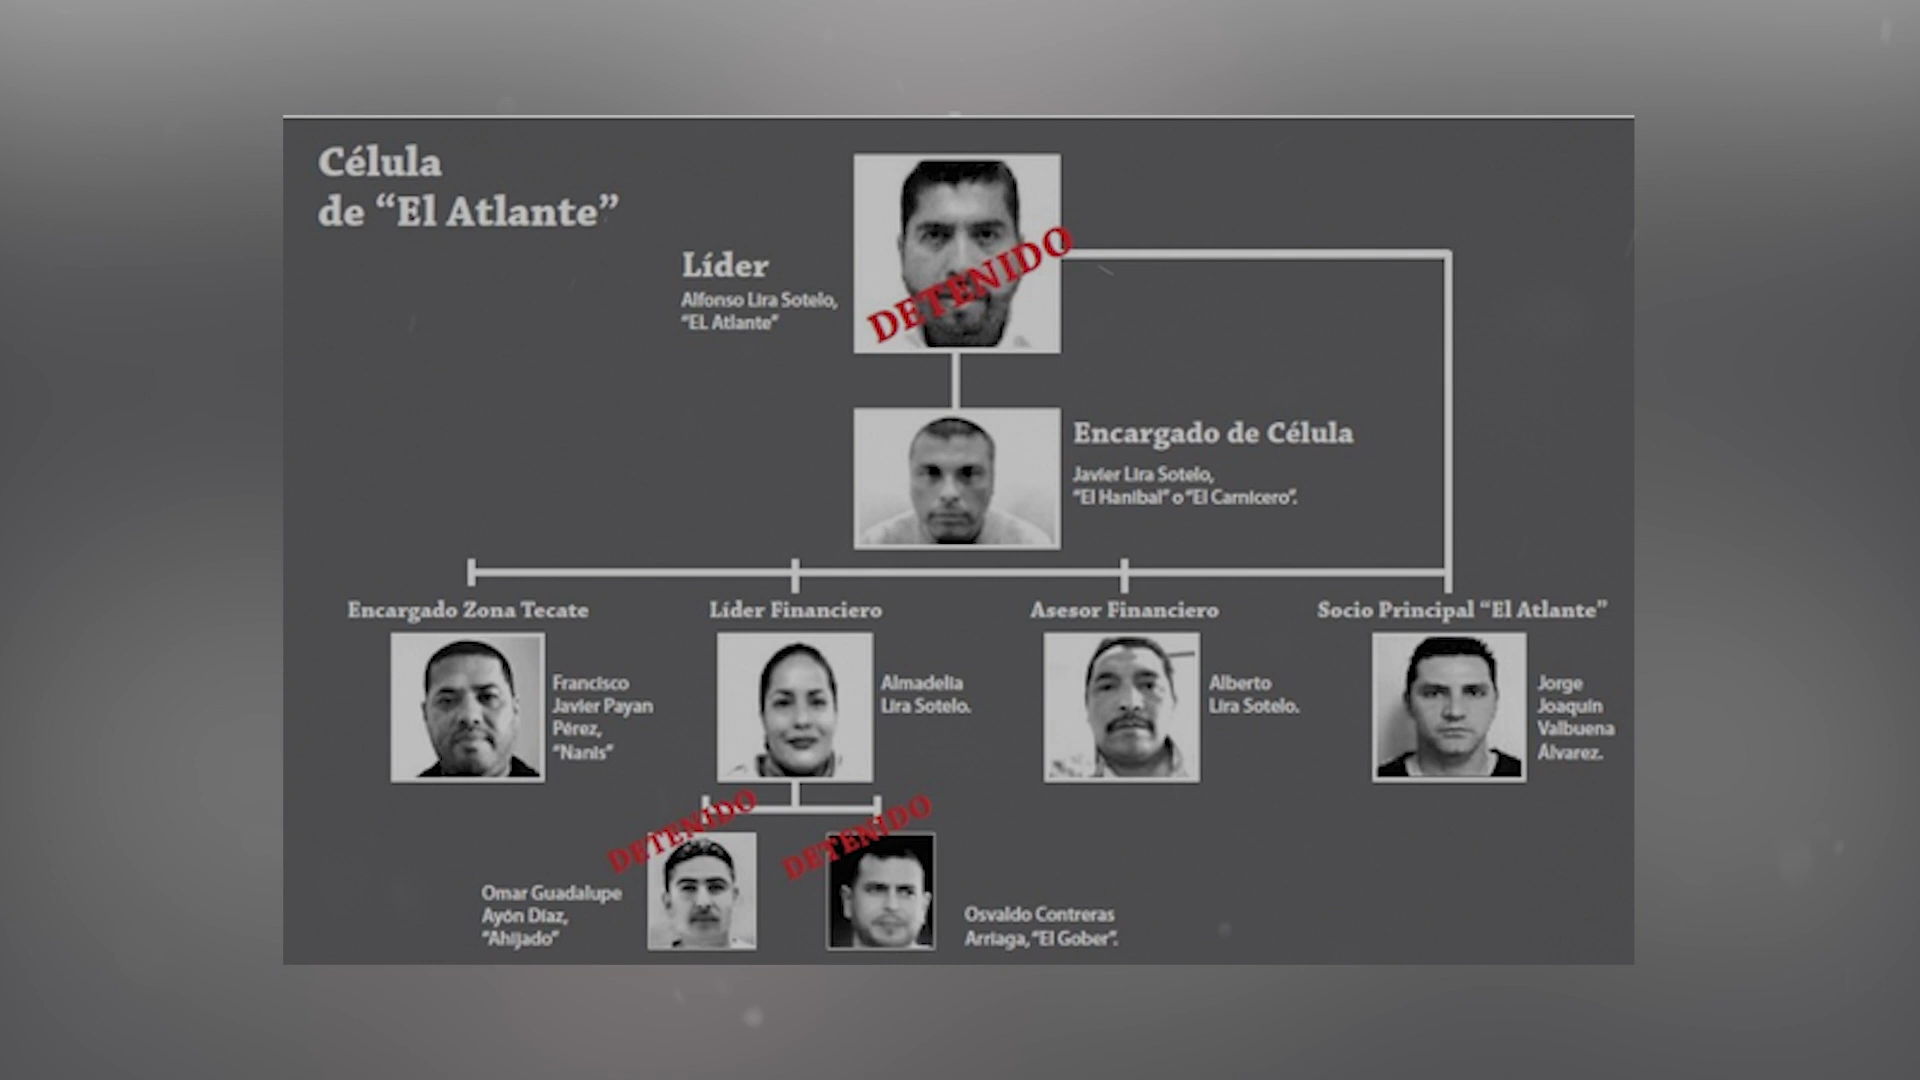 Célula
de “El Atlante”
Líder
Alfonso Lira Sotelo,
“EL Atlante”
DETENIDO
Encargado de Célula
Javier Lira Sotelo,
“El Hanibal” o “El Carnicero”.
Encargado Zona Tecate
Francisco
Javier Payan
Pérez,
“Nanis”
Líder Financiero
Almadelia
Lira Sotelo.
Asesor Financiero
Alberto
Lira Sotelo.
Socio Principal “El Atlante”
Jorge
Joaquín
Valbuena
Álvarez.
DETENIDO
Omar Guadalupe
Ayón Díaz,
“Ahijado”
DETENIDO
Osvaldo Contreras
Arriaga, “El Gober”.